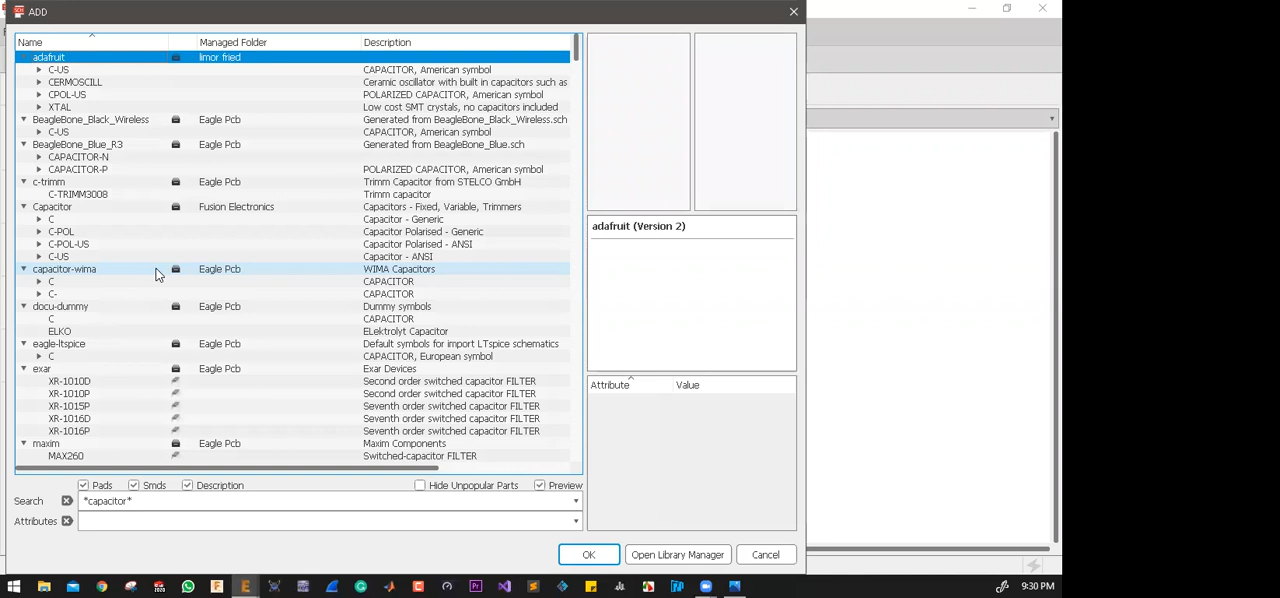 ADD
Name Managed Folder Description
adafruit limor fried
C-US CAPACITOR, American symbol
CERMOSCILL Ceramic oscillator with built in capacitors such as
CPOL-US POLARIZED CAPACITOR, American symbol
XTAL Low cost SMT crystals, no capacitors included
BeagleBone_Black_Wireless Eagle Pcb Generated from BeagleBone_Black_Wireless.sch
C-US CAPACITOR, American symbol
BeagleBone_Blue_R3 Eagle Pcb Generated from BeagleBone_Blue.sch
CAPACITOR-N
CAPACITOR-P POLARIZED CAPACITOR, American symbol
c-trimm Eagle Pcb Trimm Capacitor from STELCO GmbH
C-TRIMM3008 Trimm capacitor
Capacitor Fusion Electronics Capacitors - Fixed, Variable, Trimmers
C Capacitor - Generic
C-POL Capacitor Polarised - Generic
C-POL-US Capacitor Polarised - ANSI
C-US Capacitor - ANSI
capacitor-wima Eagle Pcb WIMA Capacitors
C CAPACITOR
C- CAPACITOR
docu-dummy Eagle Pcb Dummy symbols
C CAPACITOR
ELKO ELektrolyt Capacitor
eagle-ltspice Eagle Pcb Default symbols for import LTspice schematics
C CAPACITOR, European symbol
exar Eagle Pcb Exar Devices
XR-1010D Second order switched capacitor FILTER
XR-1010P Second order switched capacitor FILTER
XR-1015P Seventh order switched capacitor FILTER
XR-1016D Seventh order switched capacitor FILTER
XR-1016P Seventh order switched capacitor FILTER
maxim Eagle Pcb Maxim Components
MAX260 Switched-capacitor FILTER
adafruit (Version 2)
Attribute Value
Pads Smds Description Hide Unpopular Parts Preview
Search *capacitor*
Attributes
OK Open Library Manager Cancel
9:30 PM